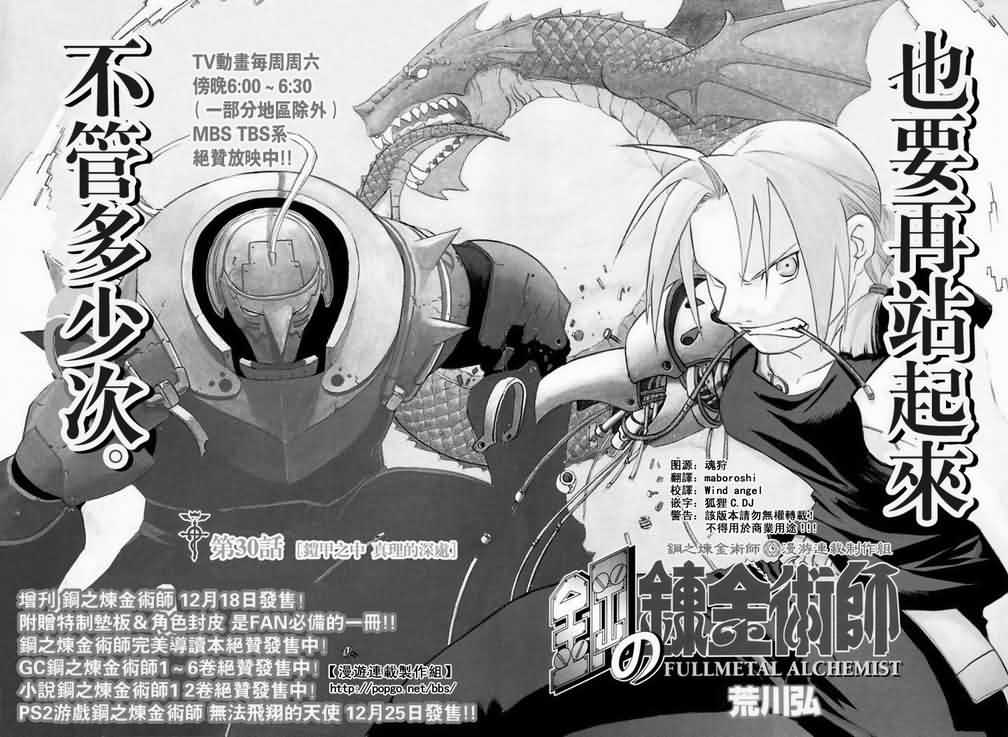 也要再站起來
不管多少次。
TV動畫每周周六
傍晚6:00~6:30
(一部分地區除外)
MBS TBS系
絕贊放映中!!
图源：魂狩
翻譯：maboroshi
校譯：Wind angel
嵌字：狐狸C.DJ
警告：該版本請勿無權轉載!
不得用於商業用途!!!
鋼之煉金術師◎漫游連載制作組
鋼の錬金術師
FULLMETAL ALCHEMIST
荒川弘
第30話 [鎧甲之中 真理的深處]
增刊 鋼之煉金術師 12月18日發售!
附贈特制墊板&角色封皮 是FAN必備的一冊!!
鋼之煉金術師完美導讀本絕贊發售中!
GC鋼之煉金術師1~6卷絕贊發售中!
小說鋼之煉金術師1 2卷絕贊發售中!
PS2游戲鋼之煉金術師 無法飛翔的天使 12月25日發售!!
【漫遊連載製作組】
http://popgo.net/bbs/